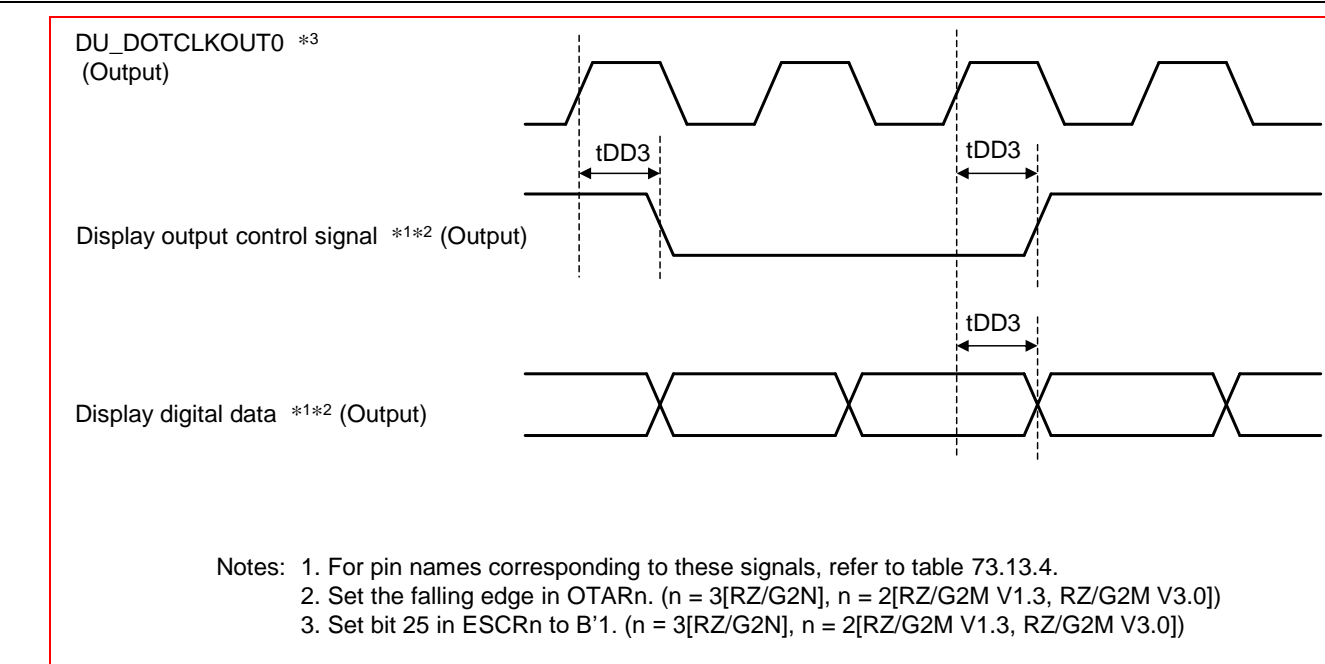 DU_DOTCLKOUT0 *3
(Output)
tDD3
tDD3
Display output control signal *1*2 (Output)
tDD3
Display digital data *1*2 (Output)
Notes: 1. For pin names corresponding to these signals, refer to table 73.13.4.
2. Set the falling edge in OTARn. (n = 3[RZ/G2N], n = 2[RZ/G2M V1.3, RZ/G2M V3.0])
3. Set bit 25 in ESCRn to B’1. (n = 3[RZ/G2N], n = 2[RZ/G2M V1.3, RZ/G2M V3.0])